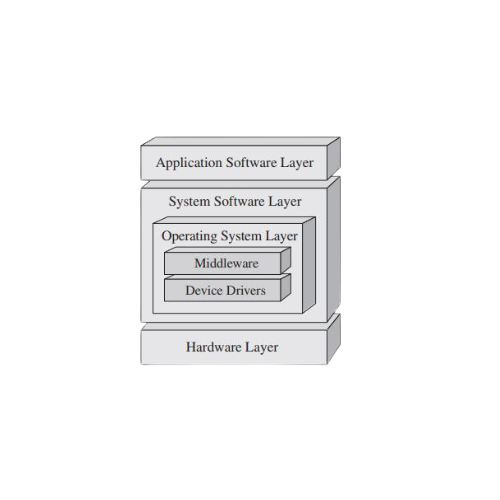 Application Software Layer
System Software Layer
Operating System Layer
Middleware
Device Drivers
Hardware Layer